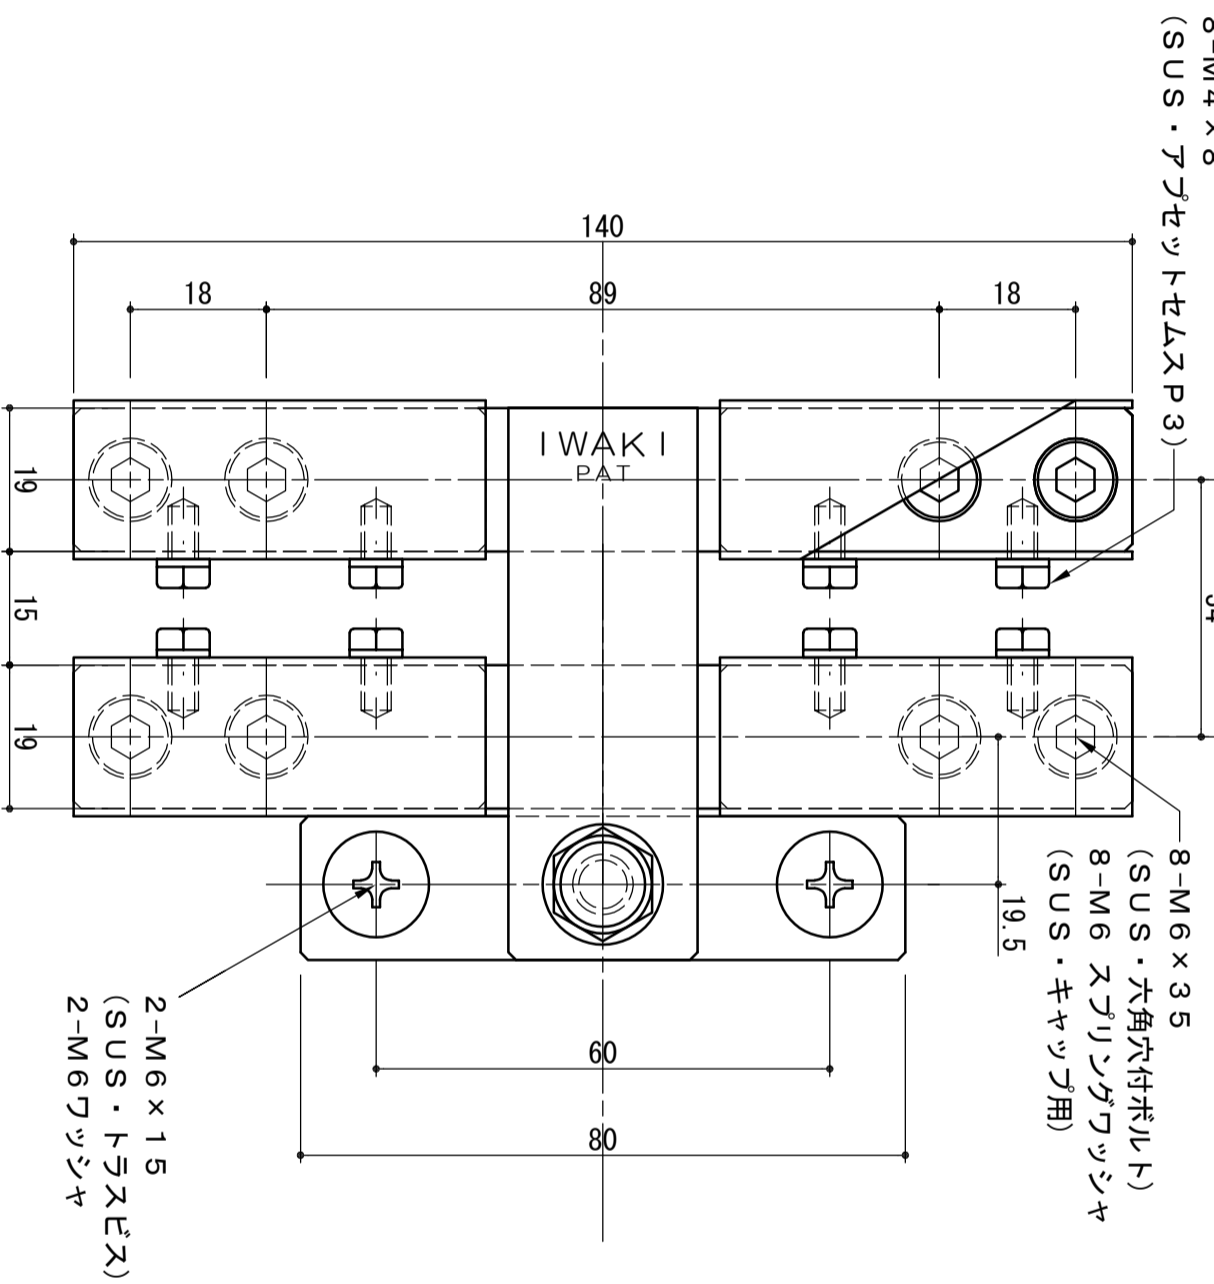 8-M4×8
(SUS・アプセットセムスP3)
140
18
89
18
IWAKI
PAT
19
15
19
19.5
8-M6×35
(SUS・六角穴付ボルト)
8-M6 スプリングワッシャ
(SUS・キャップ用)
60
80
2-M6×15
(SUS・トラスビス)
2-M6ワッシャ